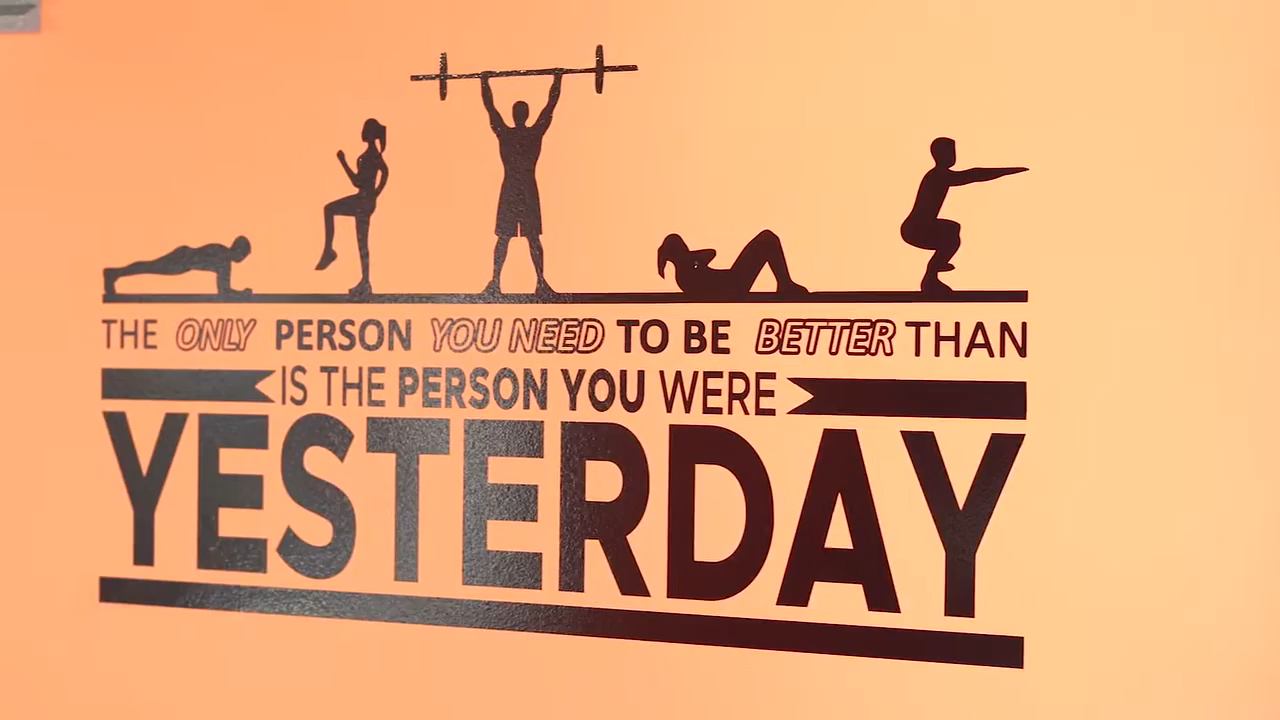 THE ONLY PERSON YOU NEED TO BE BETTER THAN
IS THE PERSON YOU WERE
YESTERDAY